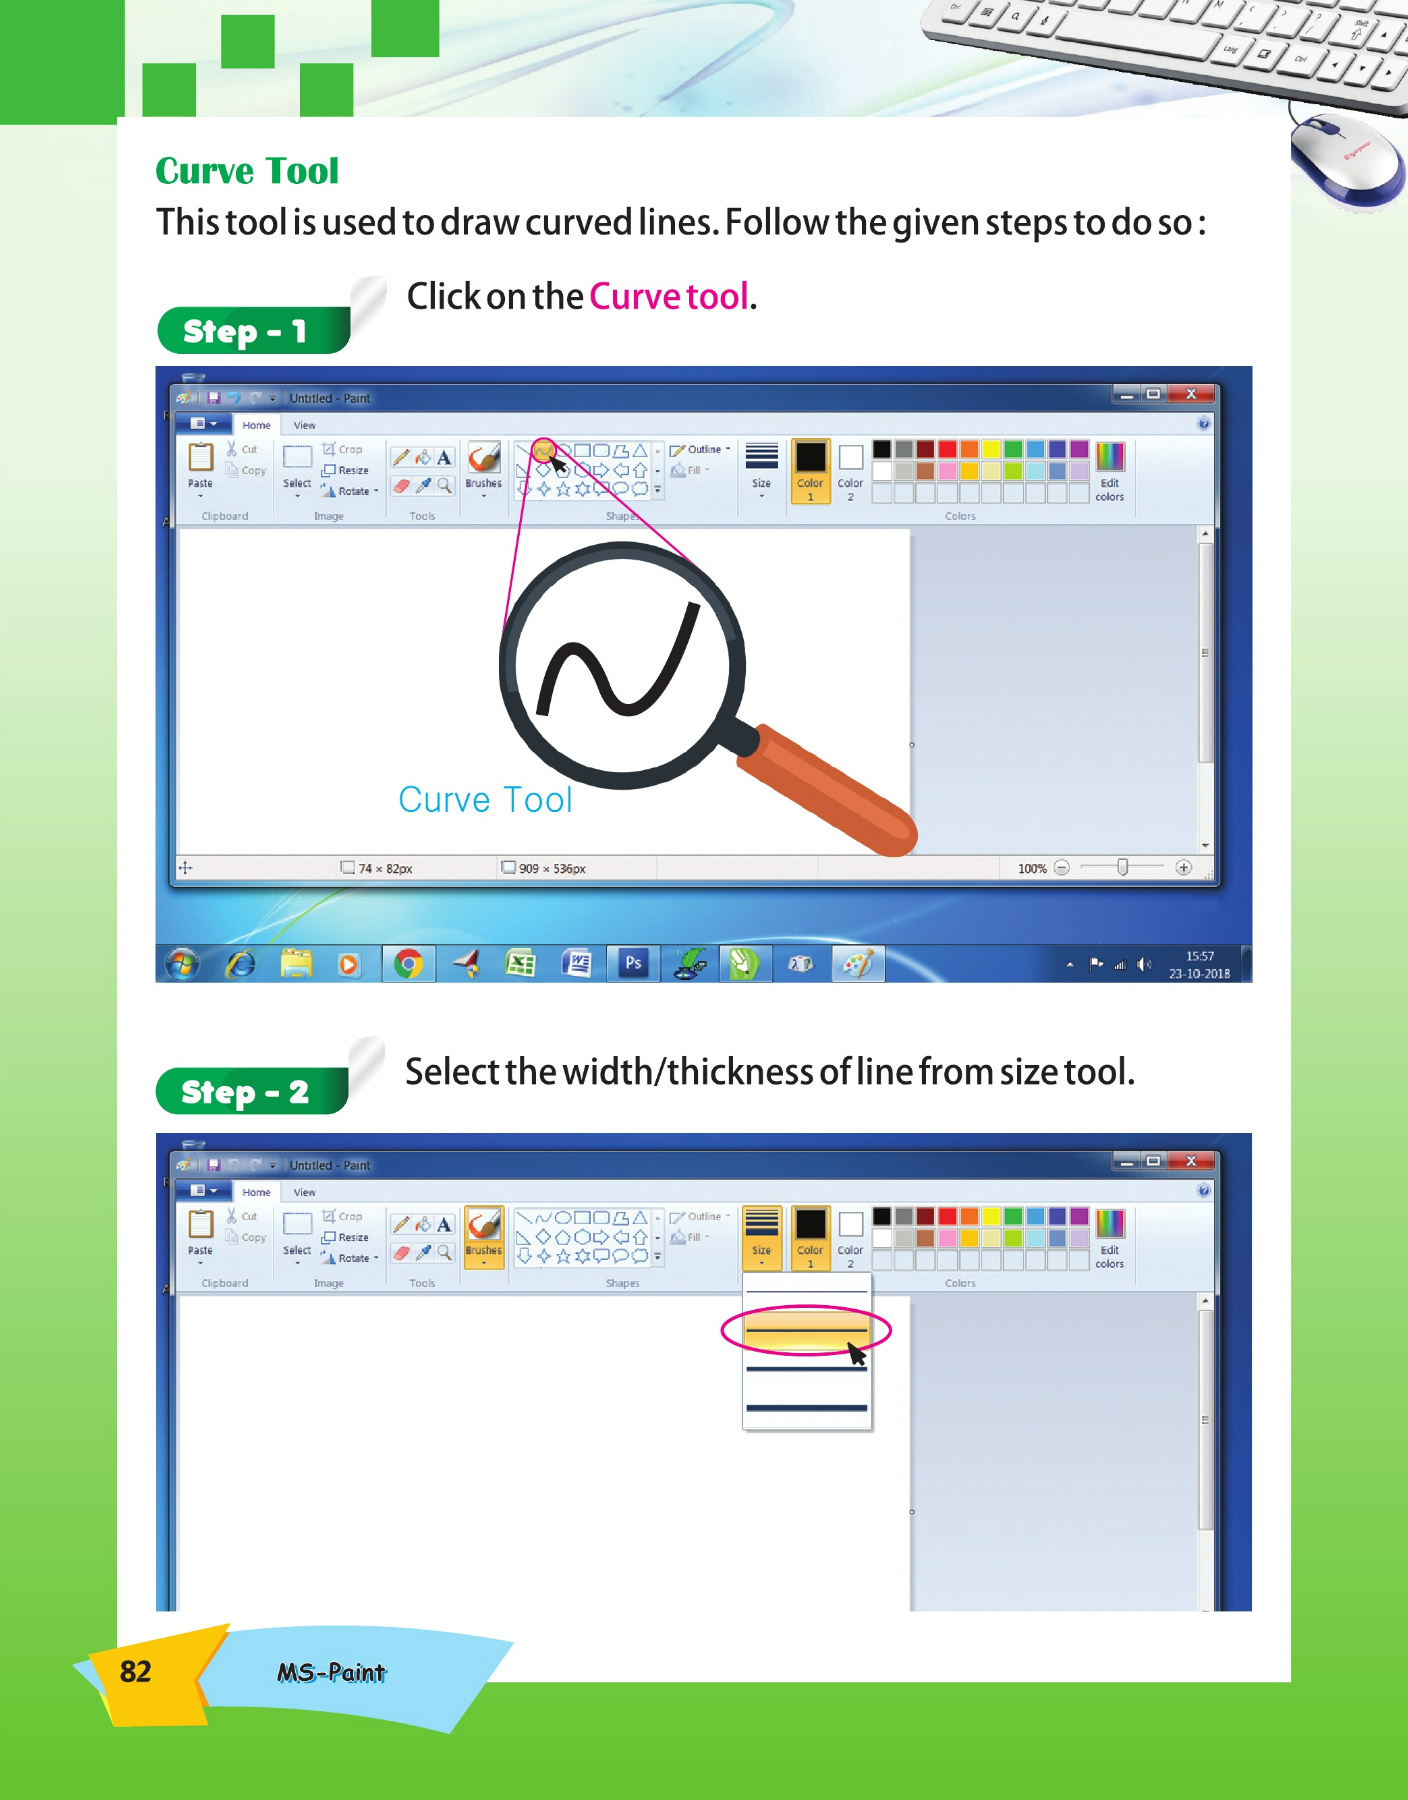 Curve Tool
This tool is used to draw curved lines. Follow the given steps to do so :
Step - 1
Click on the Curve tool.
Untitled - Paint
Home View
Paste Cut Copy Select Crop Resize Rotate Brushes Outline Fill Size Color 1 Color 2 Edit colors
Clipboard Image Tools Shapes Colors
Curve Tool
74 × 82px 909 × 536px 100%
Ps
15:57
23-10-2018
Step - 2
Select the width/thickness of line from size tool.
Untitled - Paint
Home View
Paste Cut Copy Select Crop Resize Rotate Brushes Outline Fill Size Color 1 Color 2 Edit colors
Clipboard Image Tools Shapes Colors
82
MS-Paint